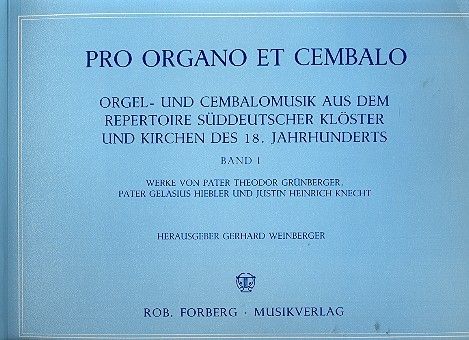 PRO ORGANO ET CEMBALO
ORGEL- UND CEMBALOMUSIK AUS DEM
REPERTOIRE SÜDDEUTSCHER KLÖSTER
UND KIRCHEN DES 18. JAHRHUNDERTS
BAND I
WERKE VON PATER THEODOR GRÜNBERGER,
PATER GELASIUS HIEBLER UND JUSTIN HEINRICH KNECHT
HERAUSGEBER GERHARD WEINBERGER
ROB. FORBERG · MUSIKVERLAG